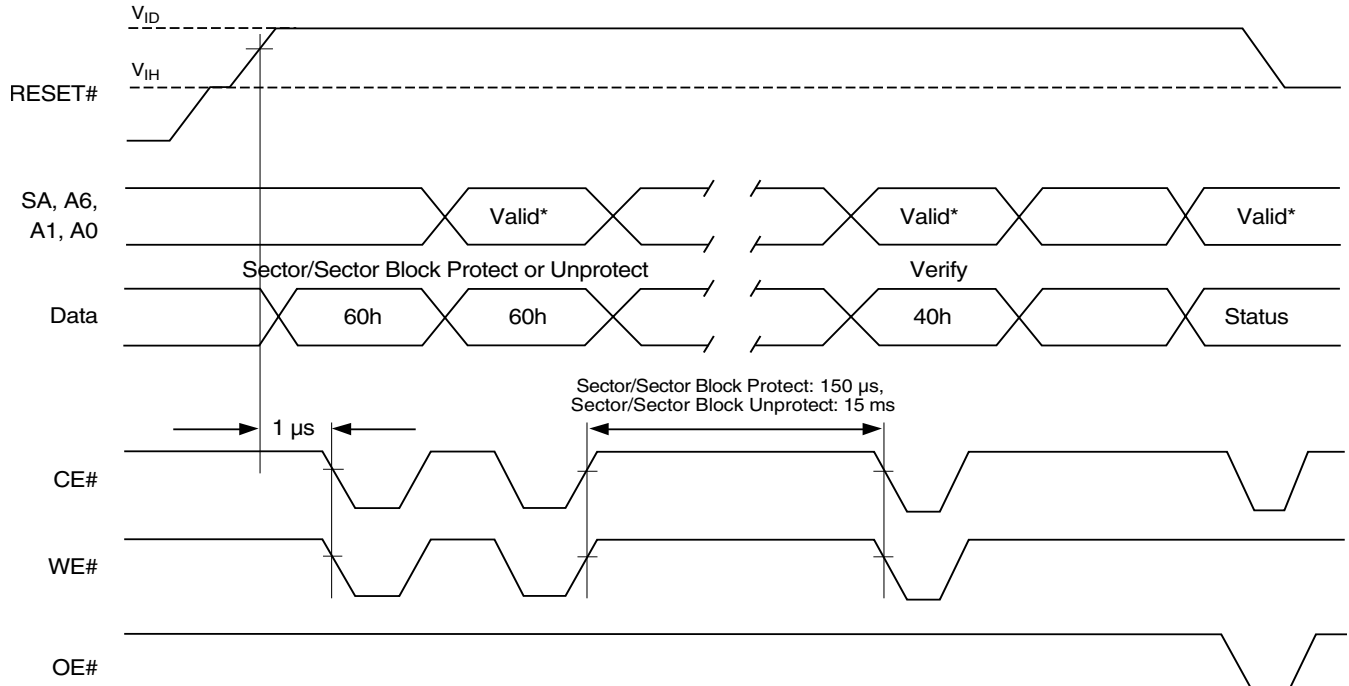 VID
VIH
RESET#
SA, A6,
A1, A0
Valid*
Valid*
Valid*
Sector/Sector Block Protect or Unprotect
Verify
Data
60h
60h
40h
Status
Sector/Sector Block Protect: 150 µs,
Sector/Sector Block Unprotect: 15 ms
1 µs
CE#
WE#
OE#